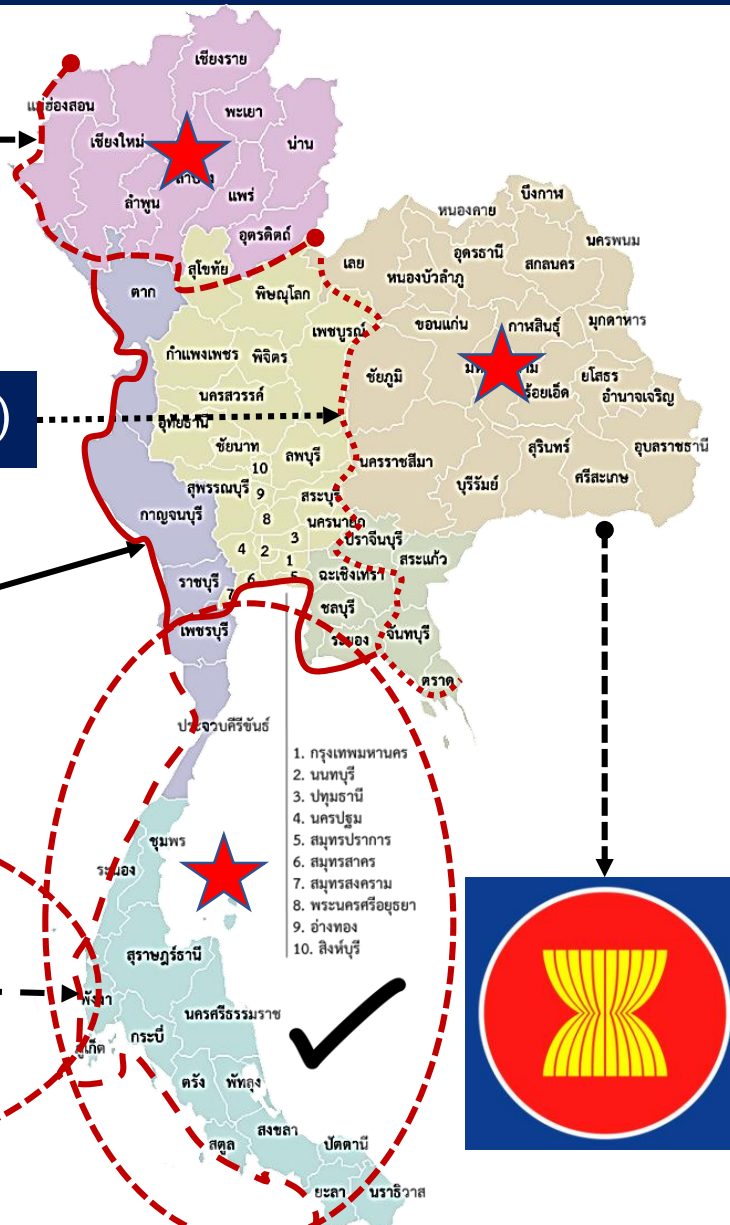 เชียงราย
แม่ฮ่องสอน
พะเยา
เชียงใหม่
น่าน
ลำพูน
แพร่
อุตรดิตถ์
สุโขทัย
ตาก
พิษณุโลก
เพชรบูรณ์
กำแพงเพชร
พิจิตร
นครสวรรค์
อุทัยธานี
ชัยนาท
ลพบุรี
10
สุพรรณบุรี
9
สระบุรี
8
นครนายก
3
4
2
1
5
6
7
กาญจนบุรี
ราชบุรี
เพชรบุรี
ประจวบคีรีขันธ์
บึงกาฬ
หนองคาย
นครพนม
เลย
อุดรธานี
สกลนคร
หนองบัวลำภู
ขอนแก่น
กาฬสินธุ์
มุกดาหาร
ชัยภูมิ
ร้อยเอ็ด
ยโสธร
อำนาจเจริญ
นครราชสีมา
สุรินทร์
อุบลราชธานี
บุรีรัมย์
ศรีสะเกษ
ปราจีนบุรี
สระแก้ว
ฉะเชิงเทรา
ชลบุรี
ระยอง
จันทบุรี
ตราด
)
1. กรุงเทพมหานคร
2. นนทบุรี
3. ปทุมธานี
4. นครปฐม
5. สมุทรปราการ
6. สมุทรสาคร
7. สมุทรสงคราม
8. พระนครศรีอยุธยา
9. อ่างทอง
10. สิงห์บุรี
ชุมพร
ระนอง
สุราษฎร์ธานี
พังงา
นครศรีธรรมราช
กระบี่
ภูเก็ต
ตรัง
พัทลุง
สงขลา
สตูล
ปัตตานี
ยะลา
นราธิวาส